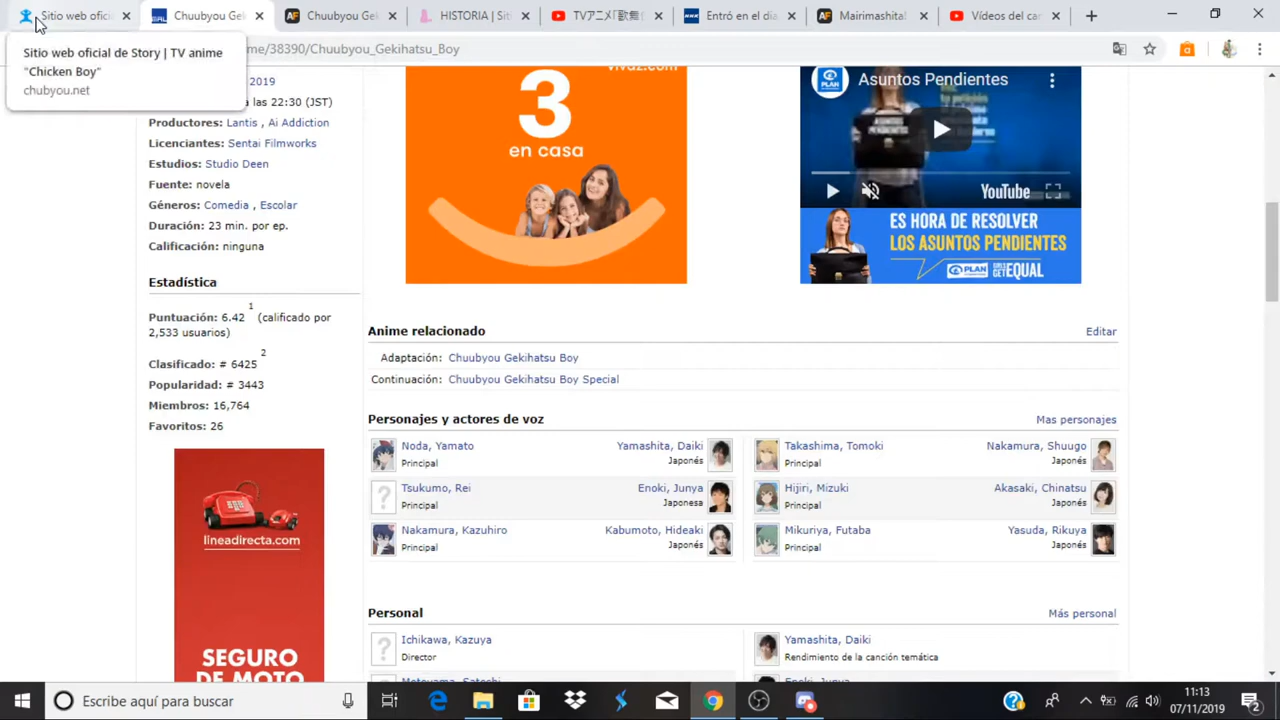 Sitio web ofici
Chuubyou Gek
Chuubyou Gek
HISTORIA | Sin
TVアニメ「歌舞
Entró en el dia
Mairimashita!
Vídeos del can
me/38390/Chuubyou_Gekihatsu_Boy
Sitio web oficial de Story | TV anime
"Chicken Boy"
chubyou.net
2019
a las 22:30 (JST)
Productores: Lantis , Ai Addiction
Licenciantes: Sentai Filmworks
Estudios: Studio Deen
Fuente: novela
Géneros: Comedia , Escolar
Duración: 23 min. por ep.
Calificación: ninguna
Estadística
Puntuación: 6.42 1 (calificado por
2,533 usuarios)
Clasificado: # 6425 2
Popularidad: # 3443
Miembros: 16,764
Favoritos: 26
lineadirecta.com
SEGURO
DE MOTO
3
en casa
PLAN
Asuntos Pendientes
YouTube
ES HORA DE RESOLVER
LOS ASUNTOS PENDIENTES
PLAN GIRLS GET EQUAL
Anime relacionado
Editar
Adaptación: Chuubyou Gekihatsu Boy
Continuación: Chuubyou Gekihatsu Boy Special
Personajes y actores de voz
Mas personajes
Noda, Yamato
Principal
Yamashita, Daiki
Japonés
Takashima, Tomoki
Principal
Nakamura, Shuugo
Japonés
Tsukumo, Rei
Principal
Enoki, Junya
Japonesa
Hijiri, Mizuki
Principal
Akasaki, Chinatsu
Japonés
Nakamura, Kazuhiro
Principal
Kabumoto, Hideaki
Japonés
Mikuriya, Futaba
Principal
Yasuda, Rikuya
Japonés
Personal
Más personal
Ichikawa, Kazuya
Director
Yamashita, Daiki
Rendimiento de la canción temática
Escribe aquí para buscar
11:13
07/11/2019
2